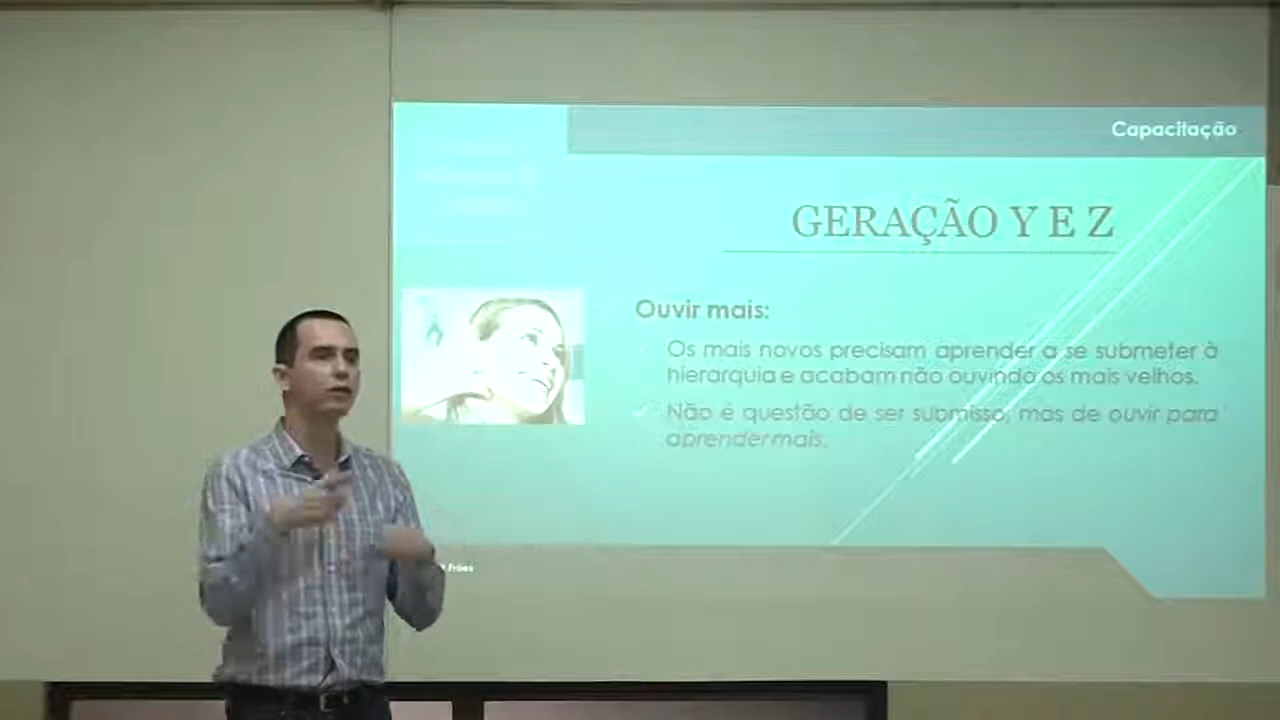 Capacitação
GERAÇÃO Y E Z
Ouvir mais:
Os mais novos precisam aprender a se submeter à
hierarquia e acabam não ouvindo os mais velhos.
Não é questão de ser submisso, mas de ouvir para
aprender mais.
Fróes